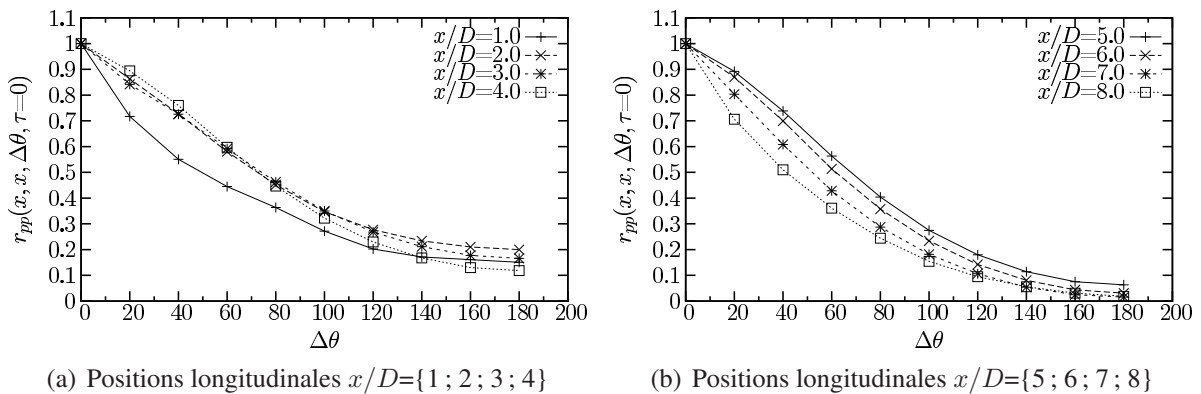 1.1
1
0.9
0.8
0.7
0.6
0.5
0.4
0.3
0.2
0.1
0
r_{pp}(x, x, Δθ, τ=0)
x/D=1.0
x/D=2.0
x/D=3.0
x/D=4.0
0 20 40 60 80 100 120 140 160 180 200
Δθ
(a) Positions longitudinales x/D={1 ; 2 ; 3 ; 4}
1.1
1
0.9
0.8
0.7
0.6
0.5
0.4
0.3
0.2
0.1
0
r_{pp}(x, x, Δθ, τ=0)
x/D=5.0
x/D=6.0
x/D=7.0
x/D=8.0
0 20 40 60 80 100 120 140 160 180 200
Δθ
(b) Positions longitudinales x/D={5 ; 6 ; 7 ; 8}